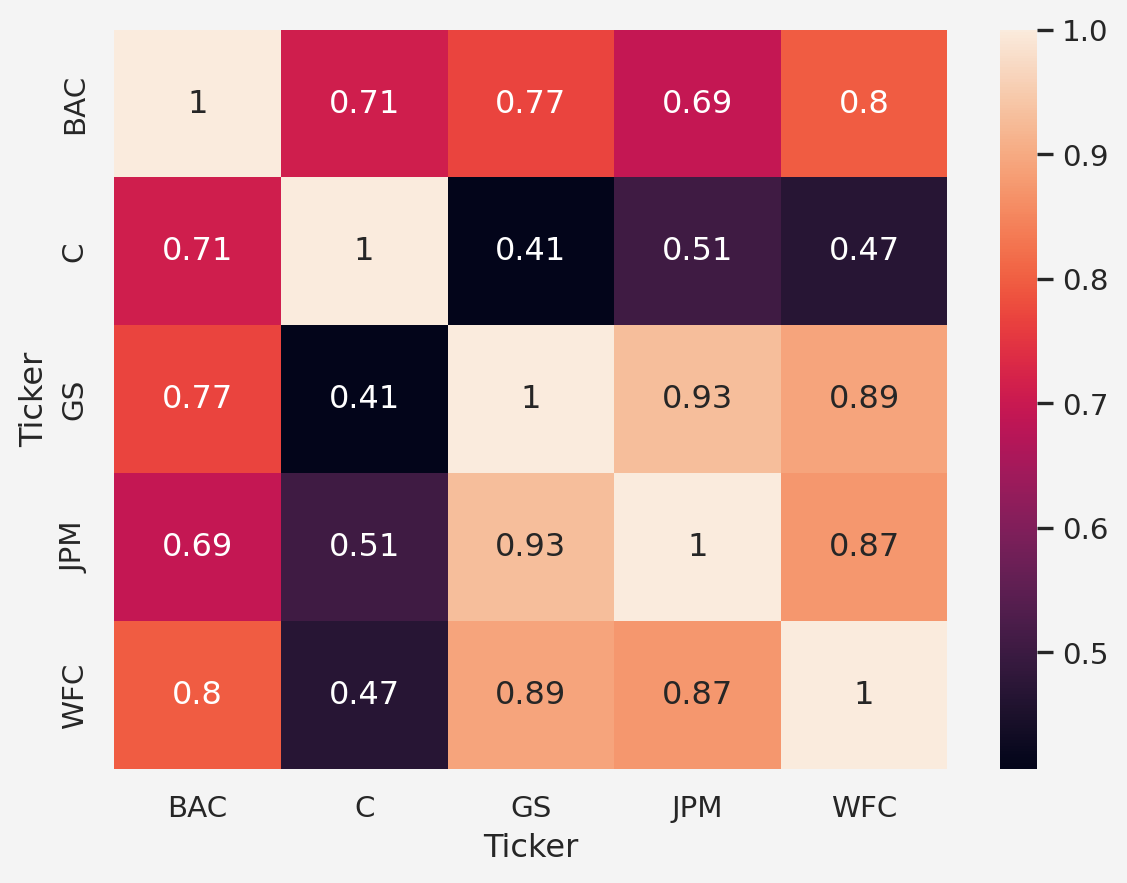 BAC 1 0.71 0.77 0.69 0.8
C 0.71 1 0.41 0.51 0.47
GS 0.77 0.41 1 0.93 0.89
JPM 0.69 0.51 0.93 1 0.87
WFC 0.8 0.47 0.89 0.87 1
Ticker
BAC C GS JPM WFC
Ticker
1.0
0.9
0.8
0.7
0.6
0.5